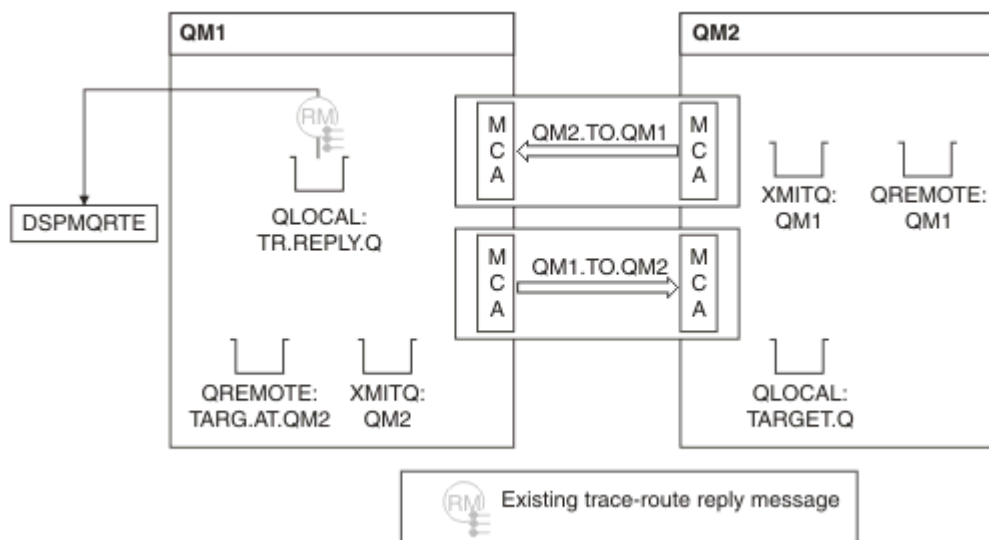 QM1
QM2
RM
M
C
A
QM2.TO.QM1
M
C
A
DSPMQRTE
QLOCAL:
TR.REPLY.Q
XMITQ:
QM1
QREMOTE:
QM1
M
C
A
QM1.TO.QM2
M
C
A
QREMOTE:
TARG.AT.QM2
XMITQ:
QM2
QLOCAL:
TARGET.Q
RM
Existing trace-route reply message